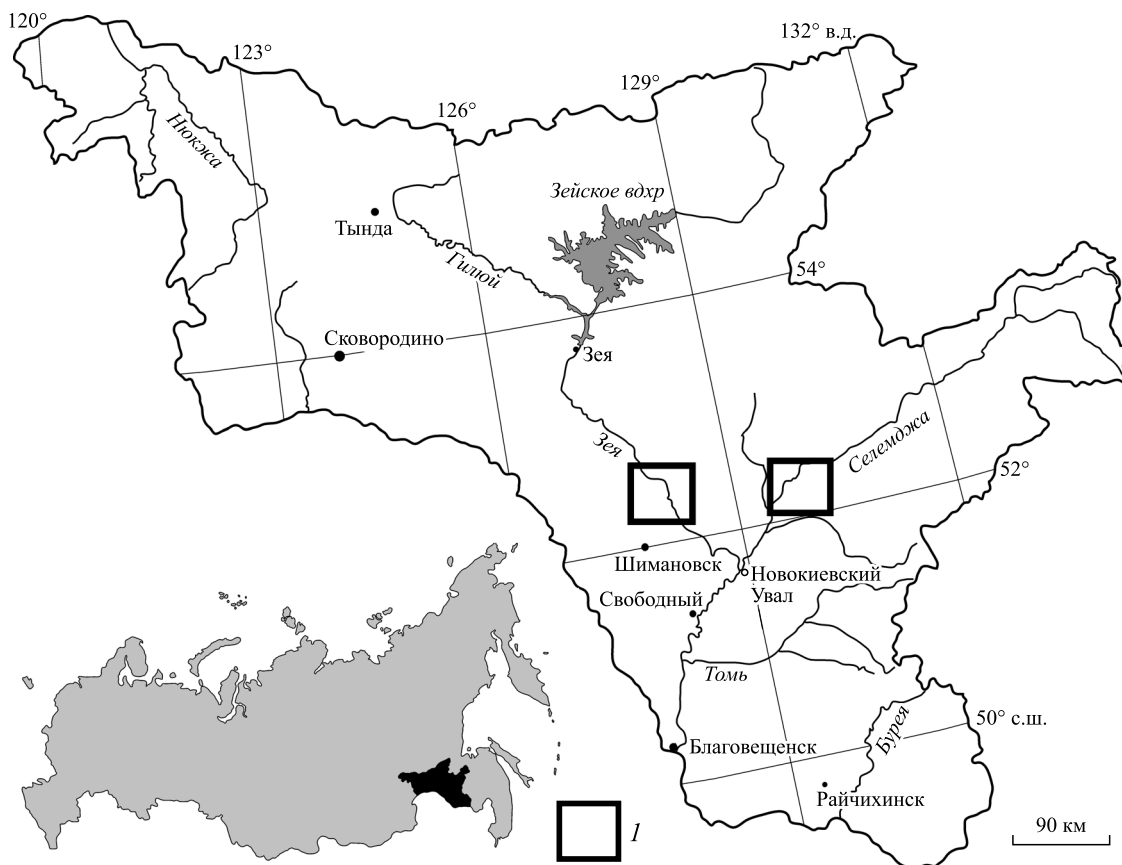 120°
123°
126°
129°
132° в.д.
Нюкжа
Тында
Гилюй
Зейское вдхр
54°
Сковородино
Зея
Зея
Селемджа
52°
Шимановск
Новокиевский
Увал
Свободный
Томь
Бурея
50° с.ш.
Благовещенск
Райчихинск
1
90 км